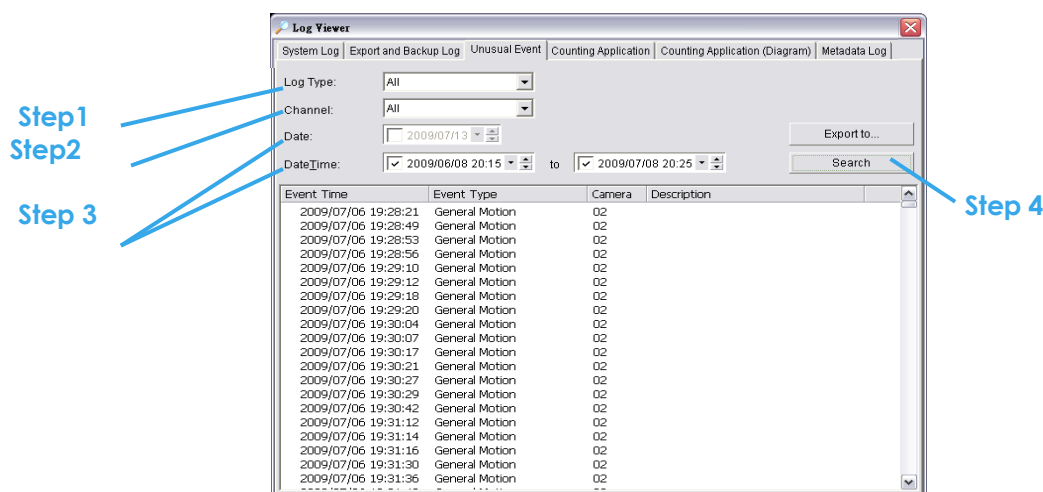 Log Viewer
System Log Export and Backup Log Unusual Event Counting Application Counting Application (Diagram) Metadata Log
Log Type: All
Step1
Channel: All
Step2
Date: 2009/07/13 Export to...
DateTime: 2009/06/08 20:15 to 2009/07/08 20:25 Search
Step 3
Step 4
Event Time Event Type Camera Description
2009/07/06 19:28:21 General Motion 02
2009/07/06 19:28:49 General Motion 02
2009/07/06 19:28:53 General Motion 02
2009/07/06 19:28:56 General Motion 02
2009/07/06 19:29:10 General Motion 02
2009/07/06 19:29:12 General Motion 02
2009/07/06 19:29:18 General Motion 02
2009/07/06 19:29:20 General Motion 02
2009/07/06 19:30:04 General Motion 02
2009/07/06 19:30:07 General Motion 02
2009/07/06 19:30:17 General Motion 02
2009/07/06 19:30:21 General Motion 02
2009/07/06 19:30:27 General Motion 02
2009/07/06 19:30:29 General Motion 02
2009/07/06 19:30:42 General Motion 02
2009/07/06 19:31:12 General Motion 02
2009/07/06 19:31:14 General Motion 02
2009/07/06 19:31:16 General Motion 02
2009/07/06 19:31:30 General Motion 02
2009/07/06 19:31:36 General Motion 02